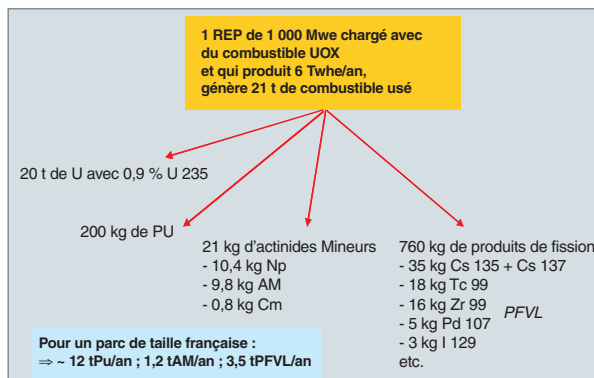 1 REP de 1 000 Mwe chargé avec
du combustible UOX
et qui produit 6 Twhe/an,
génère 21 t de combustible usé
20 t de U avec 0,9 % U 235
200 kg de PU
21 kg d'actinides Mineurs
- 10,4 kg Np
- 9,8 kg AM
- 0,8 kg Cm
760 kg de produits de fission
- 35 kg Cs 135 + Cs 137
- 18 kg Tc 99
- 16 kg Zr 99
- 5 kg Pd 107
- 3 kg I 129
etc.
PFVL
Pour un parc de taille française :
⇒ ~ 12 tPu/an ; 1,2 tAM/an ; 3,5 tPFVL/an